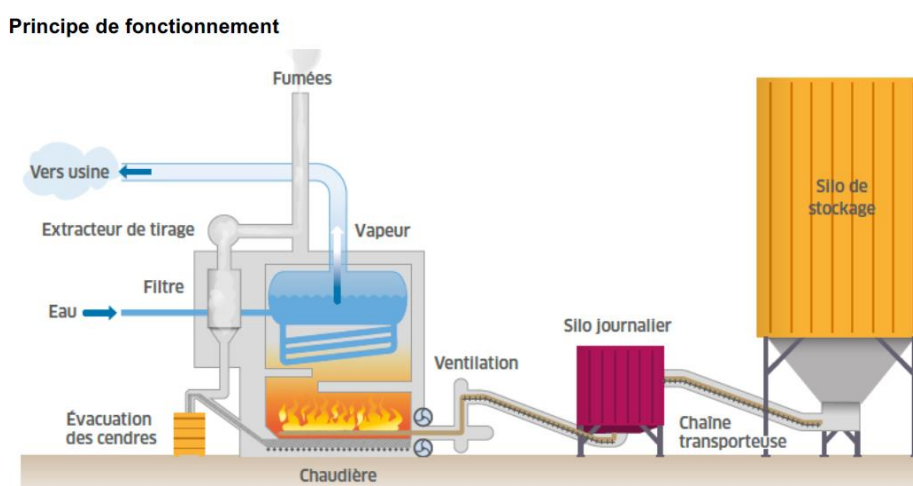 Principe de fonctionnement
Fumées
Vers usine
Silo de
stockage
Extracteur de tirage
Vapeur
Filtre
Eau
Silo journalier
Ventilation
Évacuation
des cendres
Chaîne
transporteuse
Chaudière